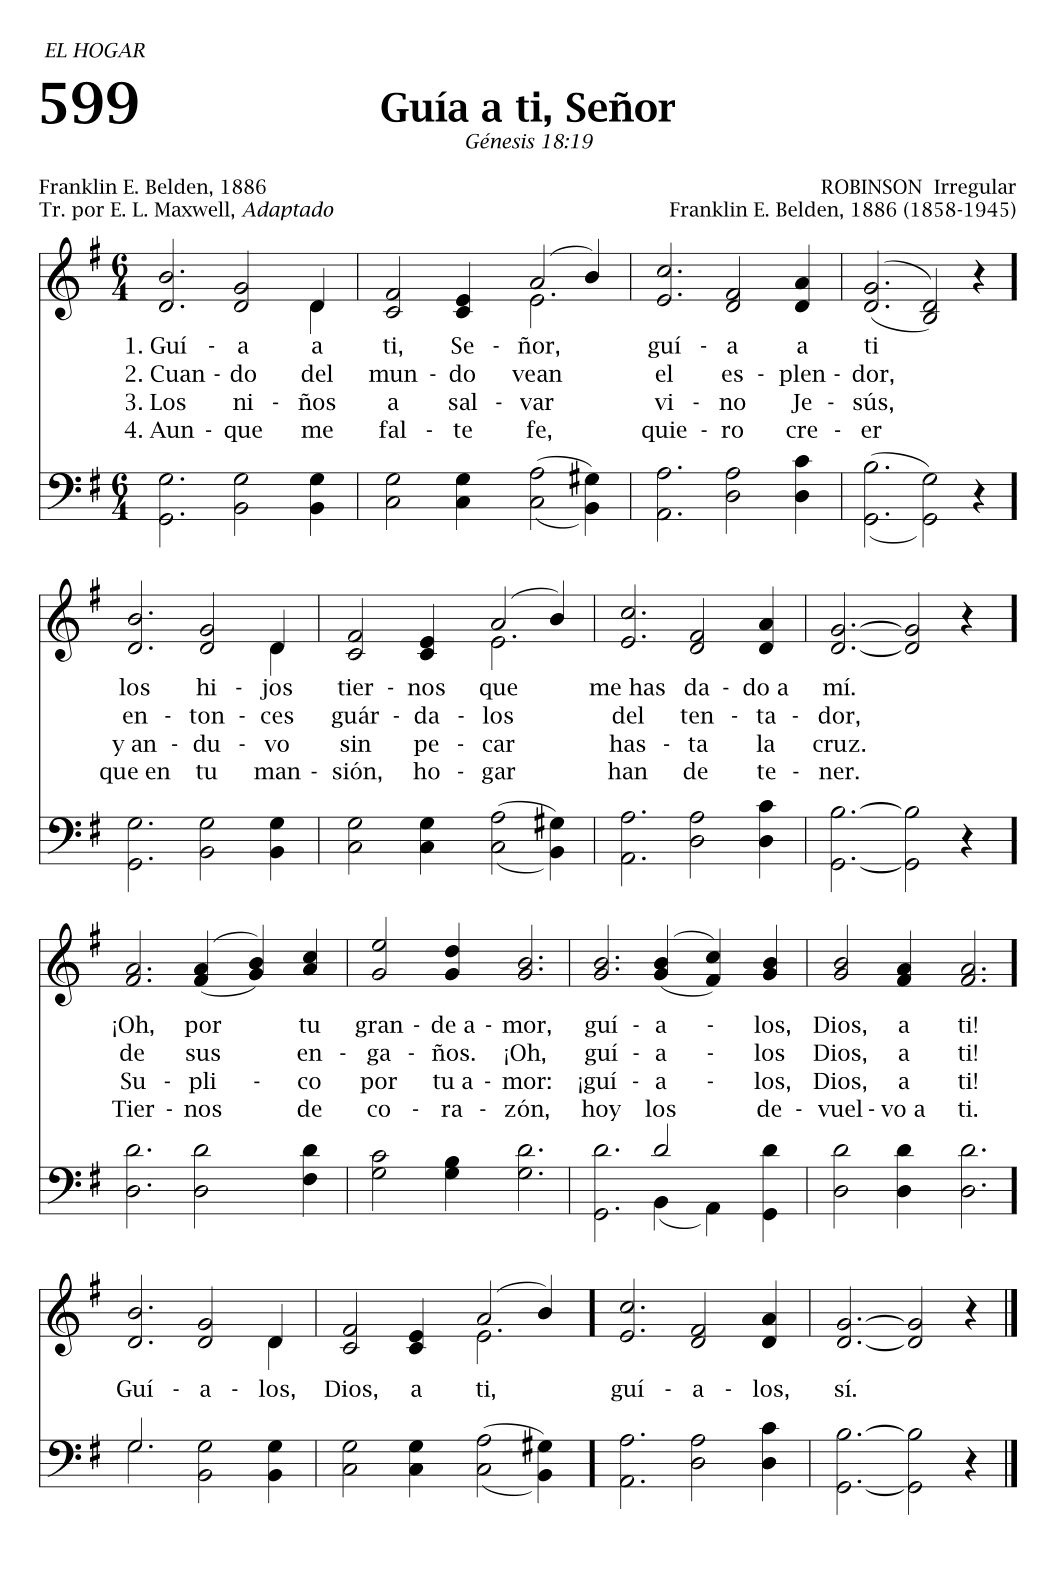 EL HOGAR
599
Guía a ti, Señor
Génesis 18:19
Franklin E. Belden, 1886
Tr. por E. L. Maxwell, Adaptado
ROBINSON Irregular
Franklin E. Belden, 1886 (1858-1945)
6 4
1. Guí - a a ti, Se - ñor, guí - a a ti
2. Cuan - do del mun - do vean el es - plen - dor,
3. Los ni - ños a sal - var vi - no Je - sús,
4. Aun - que me fal - te fe, quie - ro cre - er
6 4
los hi - jos tier - nos que me has da - do a mí.
en - ton - ces guár - da - los del ten - ta - dor,
y an - du - vo sin pe - car has - ta la cruz.
que en tu man - sión, ho - gar han de te - ner.
¡Oh, por tu gran - de a - mor, guí - a - los, Dios, a ti!
de sus en - ga - ños. ¡Oh, guí - a - los Dios, a ti!
Su - pli - co por tu a - mor: ¡guí - a - los, Dios, a ti!
Tier - nos de co - ra - zón, hoy los de - vuel - vo a ti.
Guí - a - los, Dios, a ti, guí - a - los, sí.